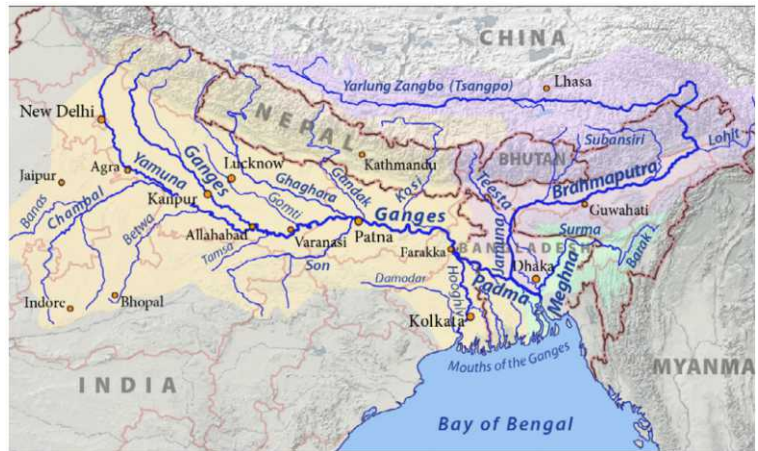 CHINA
Yarlung Zangbo (Tsangpo)
Lhasa
New Delhi
NEPAL
Kathmandu
BHUTAN
Subansiri
Lohit
Agra
Yamuna
Ganges
Lucknow
Ghaghara
Gandak
Kosi
Teesta
Brahmaputra
Guwahati
Jaipur
Banas
Chambal
Kanpur
Gomti
Betwa
Allahabad
Tamsa
Varanasi
Patna
Ganges
Son
Farakka
BANGLADESH
Jamuna
Surma
Barak
Dhaka
Meghna
Padma
Damodar
Hooghly
Indore
Bhopal
Kolkata
Mouths of the Ganges
INDIA
MYANMA
Bay of Bengal